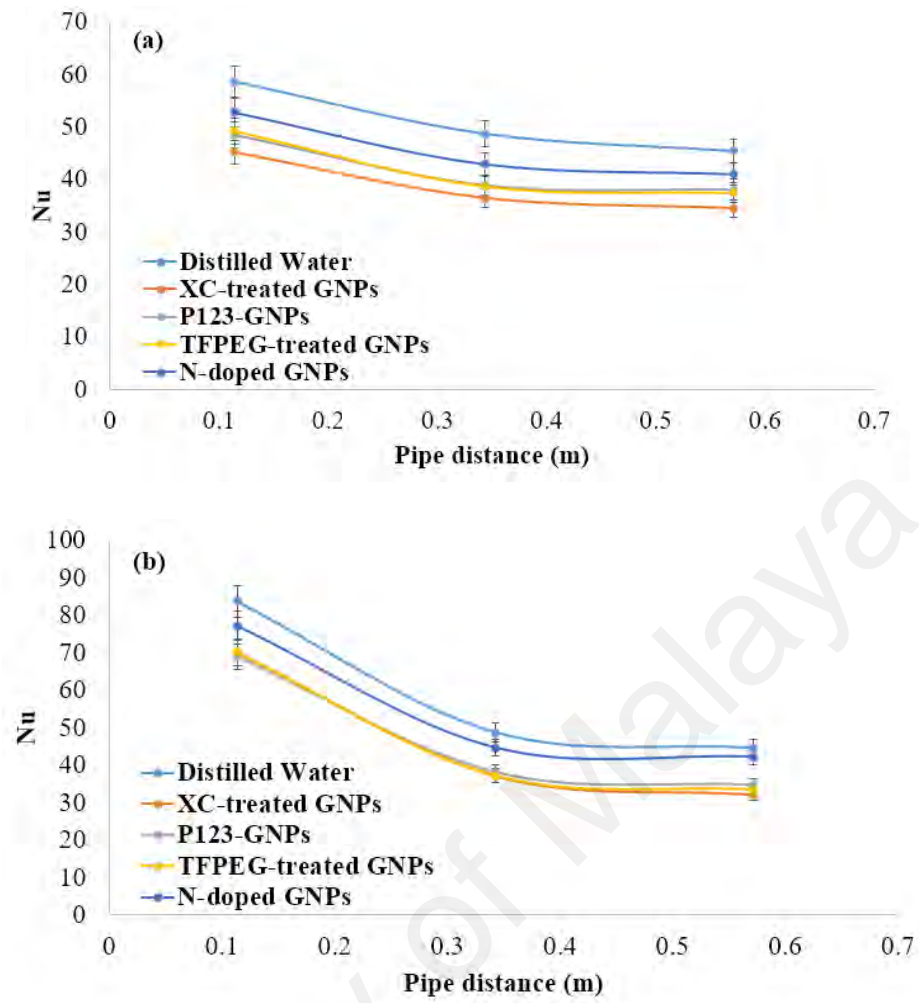 70
(a)
60
50
40
Nu
30
20
10
0
Distilled Water
XC-treated GNPs
P123-GNPs
TFPEG-treated GNPs
N-doped GNPs
0 0.1 0.2 0.3 0.4 0.5 0.6 0.7
Pipe distance (m)
100
(b)
90
80
70
60
50
Nu
40
30
20
10
0
Distilled Water
XC-treated GNPs
P123-GNPs
TFPEG-treated GNPs
N-doped GNPs
0 0.1 0.2 0.3 0.4 0.5 0.6 0.7
Pipe distance (m)
of Malaya